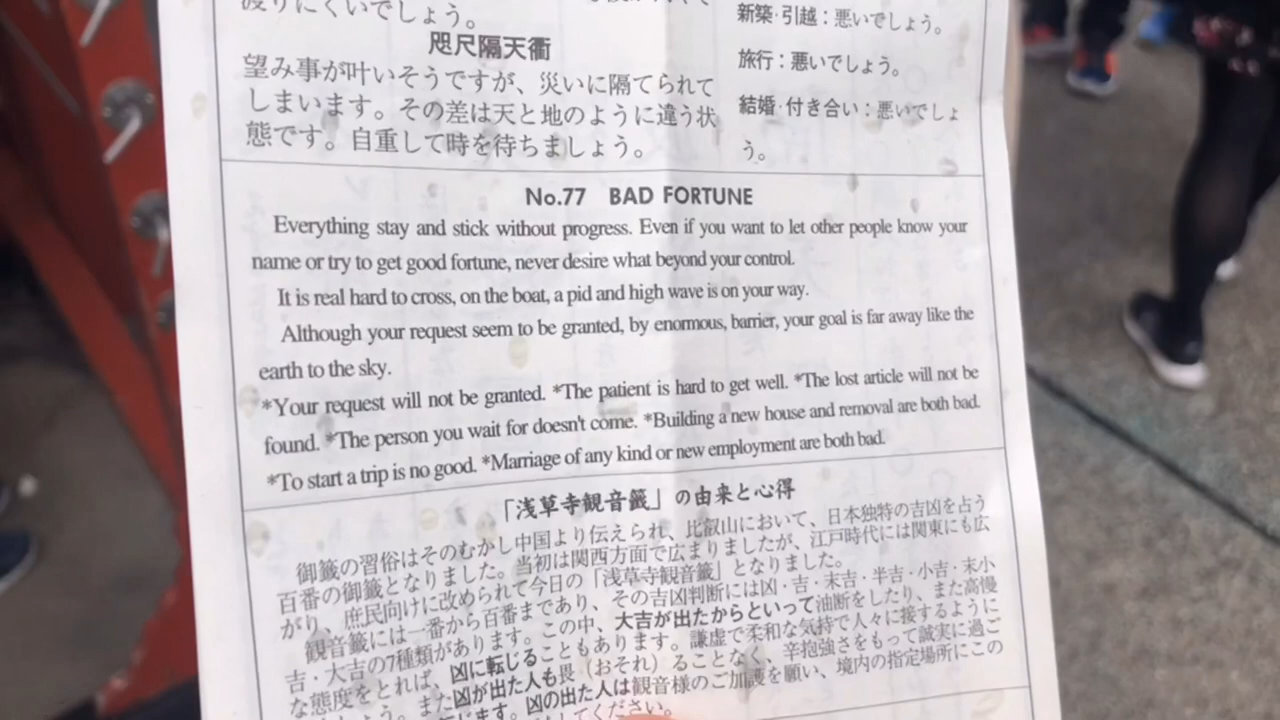 渡りにくいでしょう。
咫尺隔天衢
望み事が叶いそうですが、災いに隔てられて
しまいます。その差は天と地のように違う状
態です。自重して時を待ちましょう。
新築·引越：悪いでしょう。
旅行：悪いでしょう。
結婚·付き合い：悪いでしょ
う。
No.77 BAD FORTUNE
Everything stay and stick without progress. Even if you want to let other people know your
name or try to get good fortune, never desire what beyond your control.
It is real hard to cross, on the boat, a pid and high wave is on your way.
Although your request seem to be granted, by enormous, barrier, your goal is far away like the
earth to the sky.
*Your request will not be granted. *The patient is hard to get well. *The lost article will not be
found. *The person you wait for doesn't come. *Building a new house and removal are both bad.
*To start a trip is no good. *Marriage of any kind or new employment are both bad.
「浅草寺観音籤」の由来と心得
御籤の習俗はそのむかし中国より伝えられ、比叡山において、日本独特の吉凶を占う
百番の御籤となりました。当初は関西方面で広まりましたが、江戸時代には関東にも広
がり、庶民向けに改められて今日の「浅草寺観音籤」となりました。
観音籤には一番から百番まであり、その吉凶判断には凶・吉・末吉・半吉・小吉・末小
吉・大吉の7種類があります。この中、大吉が出たからといって油断をしたり、また高慢
な態度をとれば、凶に転じることもあります。謙虚で柔和な気持で人々に接するように
しょう。また凶が出た人も畏（おそれ）ることなく、辛抱強さをもって誠実に過ご
じます。凶の出た人は観音様のご加護を願い、境内の指定場所にこの
してください。